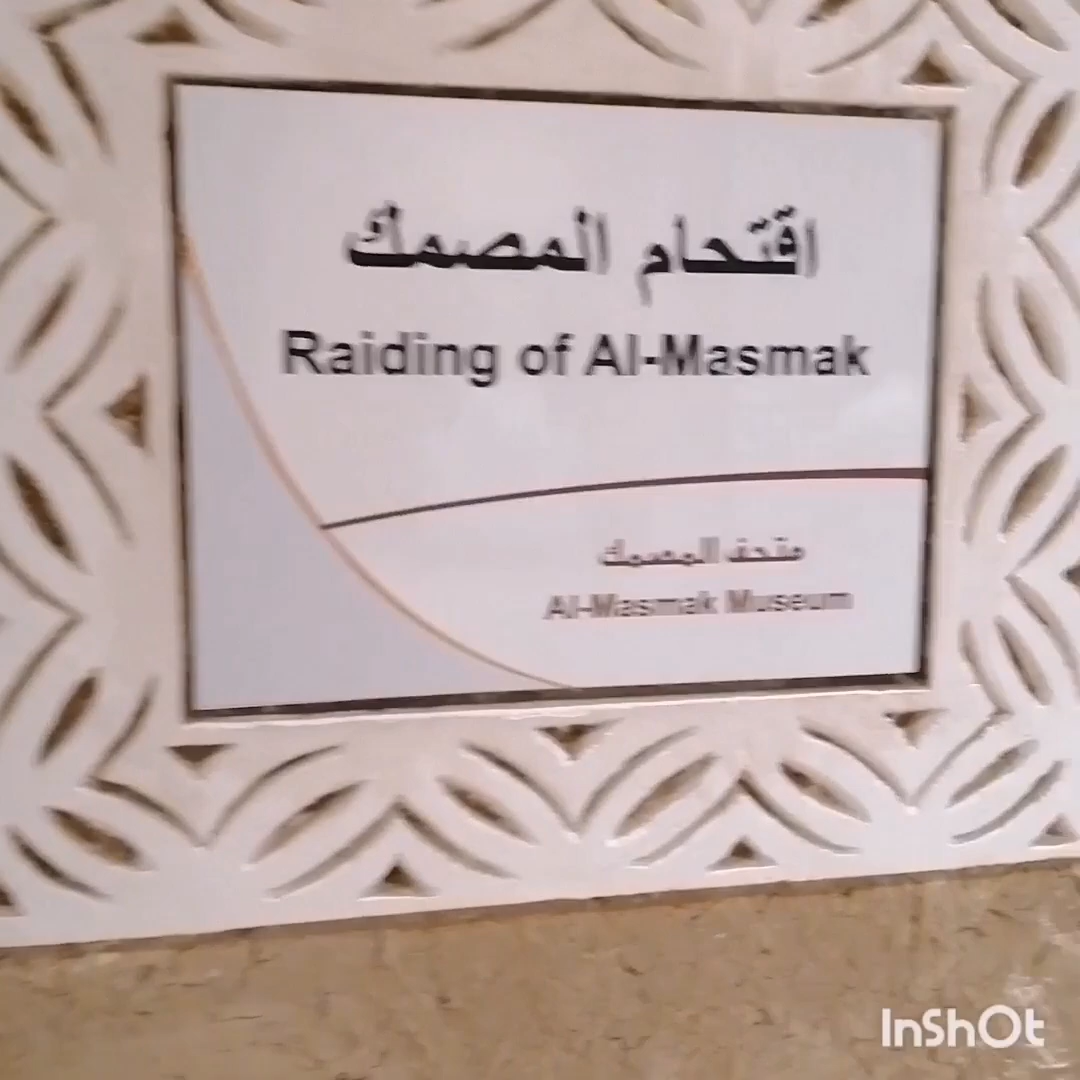 اقتحام المصمك
Raiding of Al-Masmak
متحف المصمك
Al-Masmak Museum
InShOt